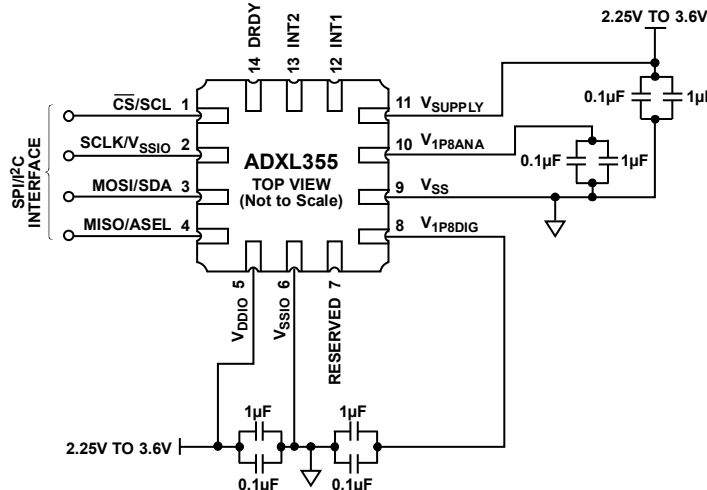 2.25V TO 3.6V
14 DRDY
13 INT2
12 INT1
SPI/I²C
INTERFACE
C̅S̅/SCL 1
SCLK/VSSIO 2
MOSI/SDA 3
MISO/ASEL 4
ADXL355
TOP VIEW
(Not to Scale)
11 VSUPPLY
10 V1P8ANA
9 VSS
8 V1P8DIG
0.1µF
1µF
0.1µF
1µF
VDDIO 5
VSSIO 6
RESERVED 7
2.25V TO 3.6V
1µF
0.1µF
1µF
0.1µF